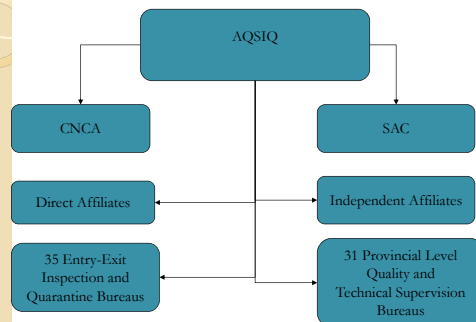 AQSIQ
CNCA
SAC
Direct Affiliates
Independent Affiliates
35 Entry-Exit
Inspection and
Quarantine Bureaus
31 Provincial Level
Quality and
Technical Supervision
Bureaus